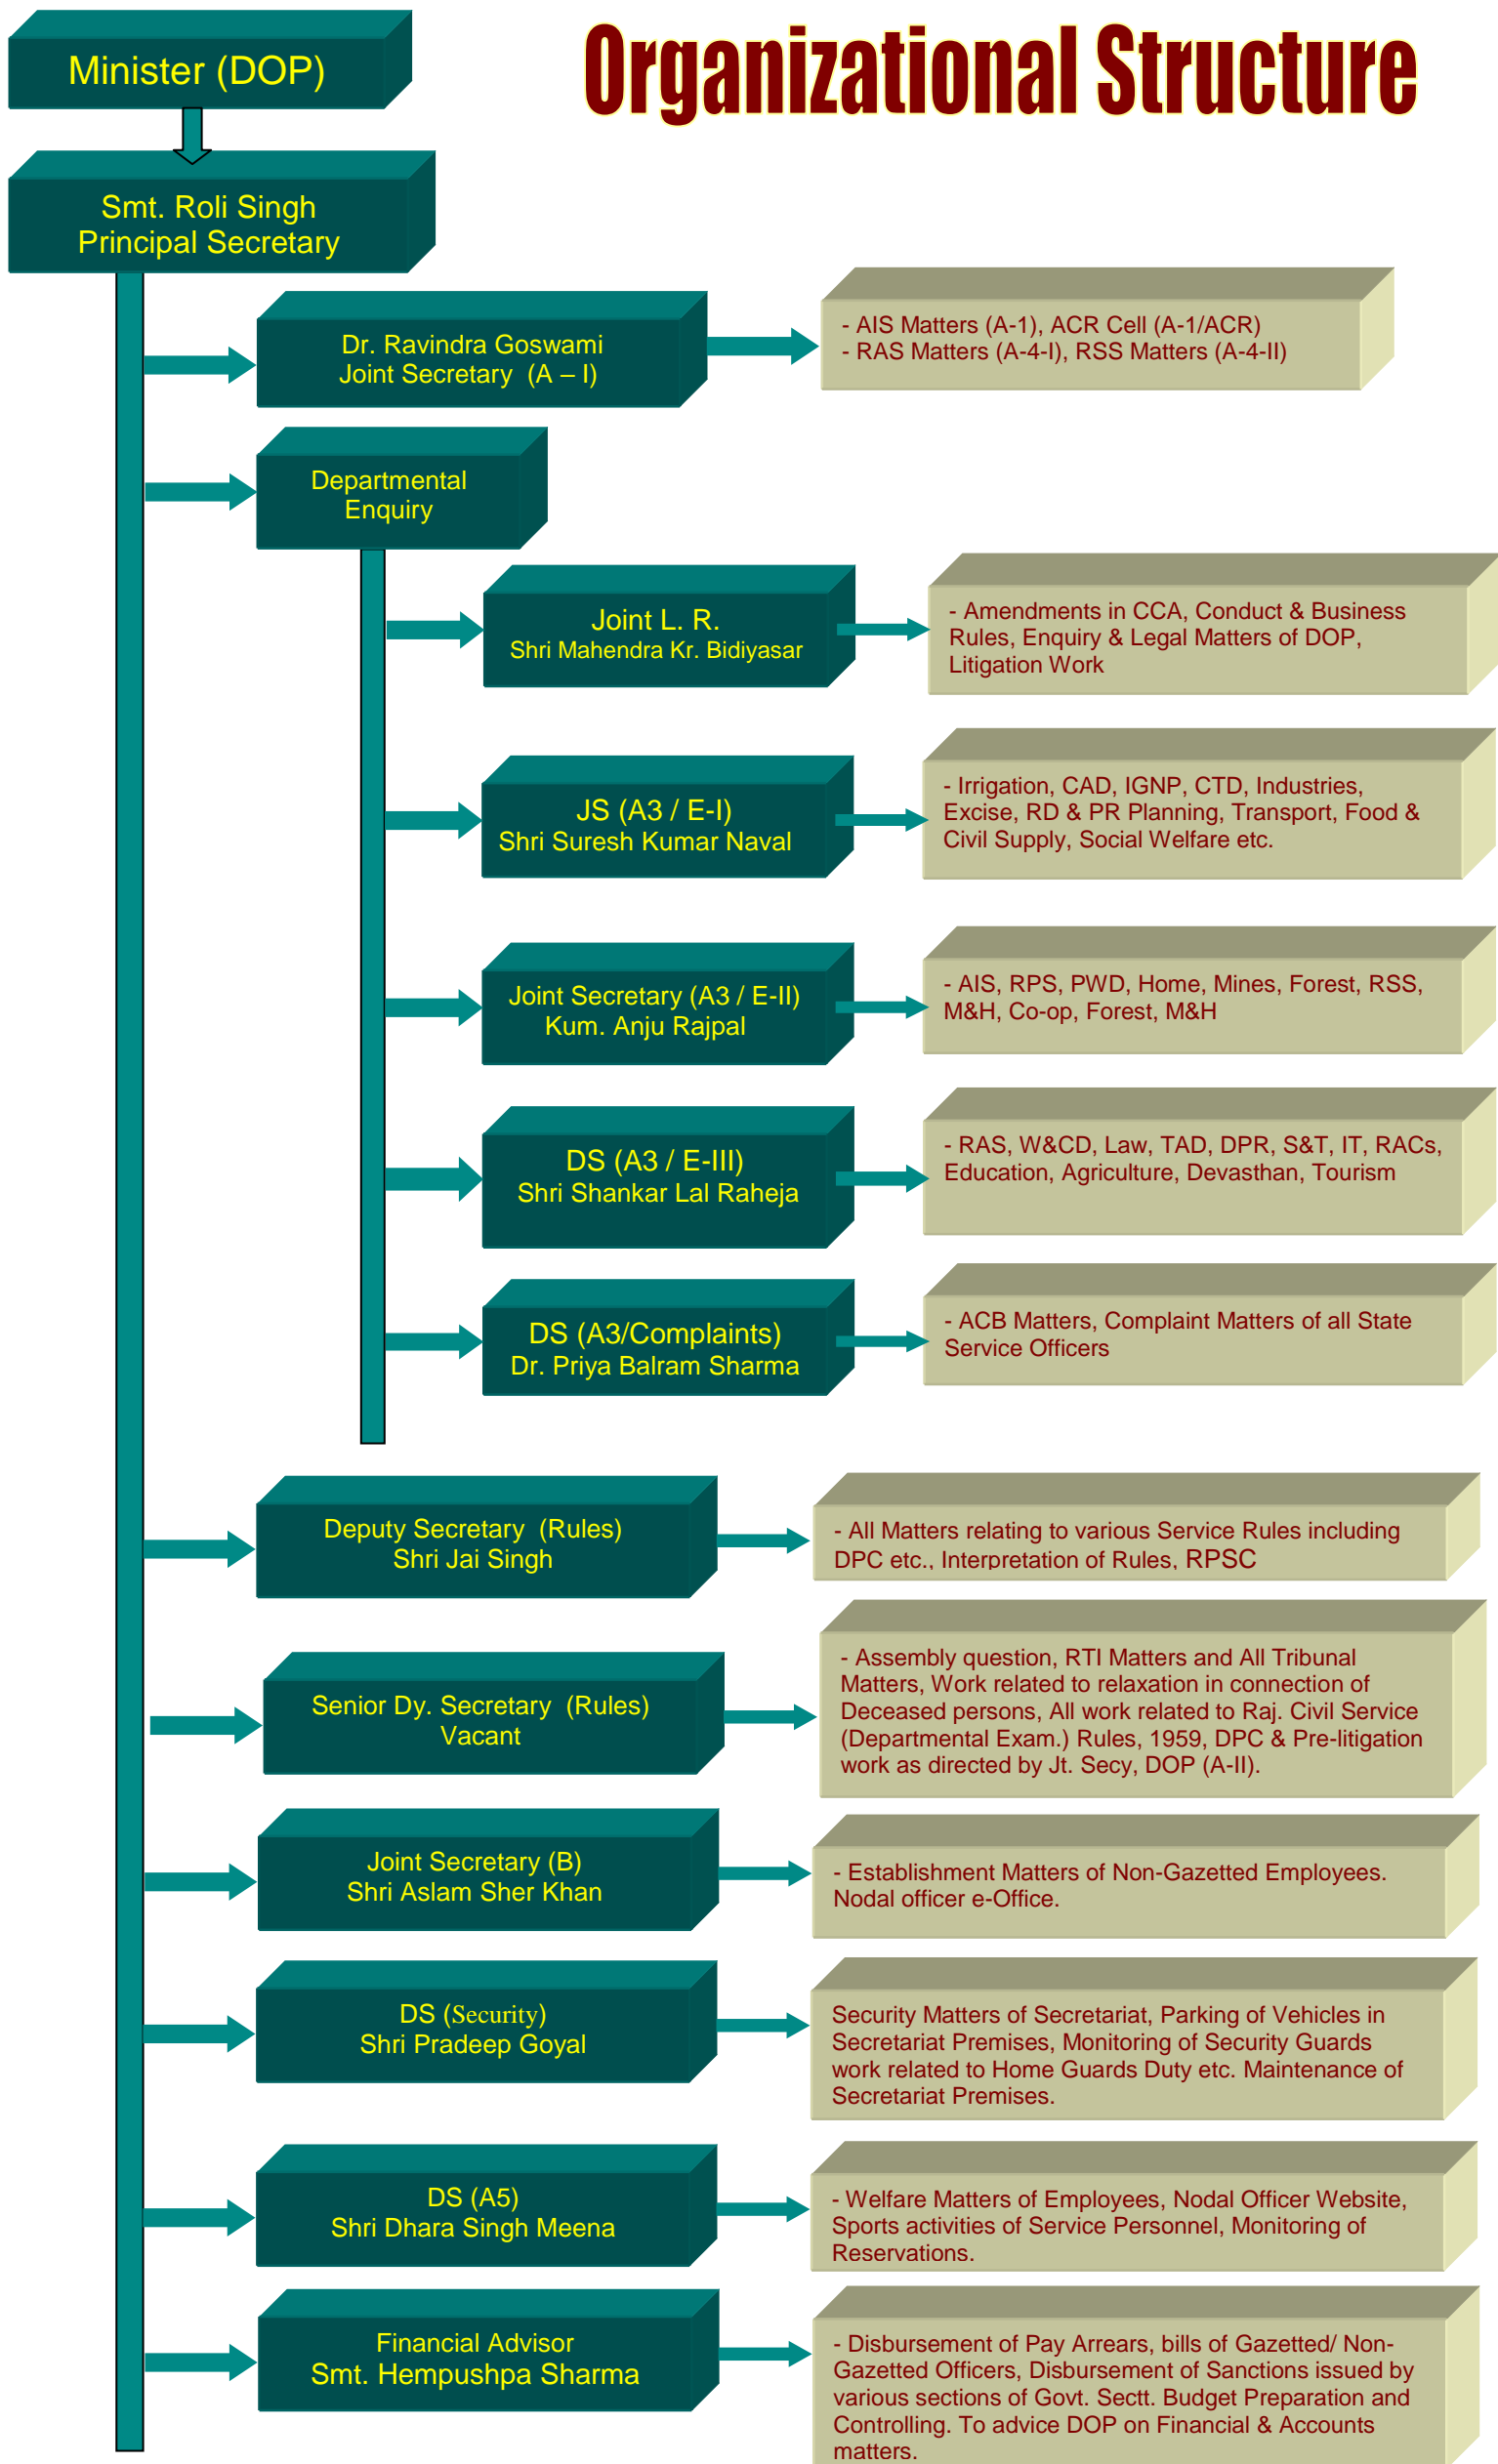 Organizational Structure
Minister (DOP)
Smt. Roli Singh
Principal Secretary
Dr. Ravindra Goswami
Joint Secretary (A – I)
- AIS Matters (A-1), ACR Cell (A-1/ACR)
- RAS Matters (A-4-I), RSS Matters (A-4-II)
Departmental
Enquiry
Joint L. R.
Shri Mahendra Kr. Bidiyasar
- Amendments in CCA, Conduct & Business
Rules, Enquiry & Legal Matters of DOP,
Litigation Work
JS (A3 / E-I)
Shri Suresh Kumar Naval
- Irrigation, CAD, IGNP, CTD, Industries,
Excise, RD & PR Planning, Transport, Food &
Civil Supply, Social Welfare etc.
Joint Secretary (A3 / E-II)
Kum. Anju Rajpal
- AIS, RPS, PWD, Home, Mines, Forest, RSS,
M&H, Co-op, Forest, M&H
DS (A3 / E-III)
Shri Shankar Lal Raheja
- RAS, W&CD, Law, TAD, DPR, S&T, IT, RACs,
Education, Agriculture, Devasthan, Tourism
DS (A3/Complaints)
Dr. Priya Balram Sharma
- ACB Matters, Complaint Matters of all State
Service Officers
Deputy Secretary (Rules)
Shri Jai Singh
- All Matters relating to various Service Rules including
DPC etc., Interpretation of Rules, RPSC
Senior Dy. Secretary (Rules)
Vacant
- Assembly question, RTI Matters and All Tribunal
Matters, Work related to relaxation in connection of
Deceased persons, All work related to Raj. Civil Service
(Departmental Exam.) Rules, 1959, DPC & Pre-litigation
work as directed by Jt. Secy, DOP (A-II).
Joint Secretary (B)
Shri Aslam Sher Khan
- Establishment Matters of Non-Gazetted Employees.
Nodal officer e-Office.
DS (Security)
Shri Pradeep Goyal
Security Matters of Secretariat, Parking of Vehicles in
Secretariat Premises, Monitoring of Security Guards
work related to Home Guards Duty etc. Maintenance of
Secretariat Premises.
DS (A5)
Shri Dhara Singh Meena
- Welfare Matters of Employees, Nodal Officer Website,
Sports activities of Service Personnel, Monitoring of
Reservations.
Financial Advisor
Smt. Hempushpa Sharma
- Disbursement of Pay Arrears, bills of Gazetted/ Non-
Gazetted Officers, Disbursement of Sanctions issued by
various sections of Govt. Sectt. Budget Preparation and
Controlling. To advice DOP on Financial & Accounts
matters.